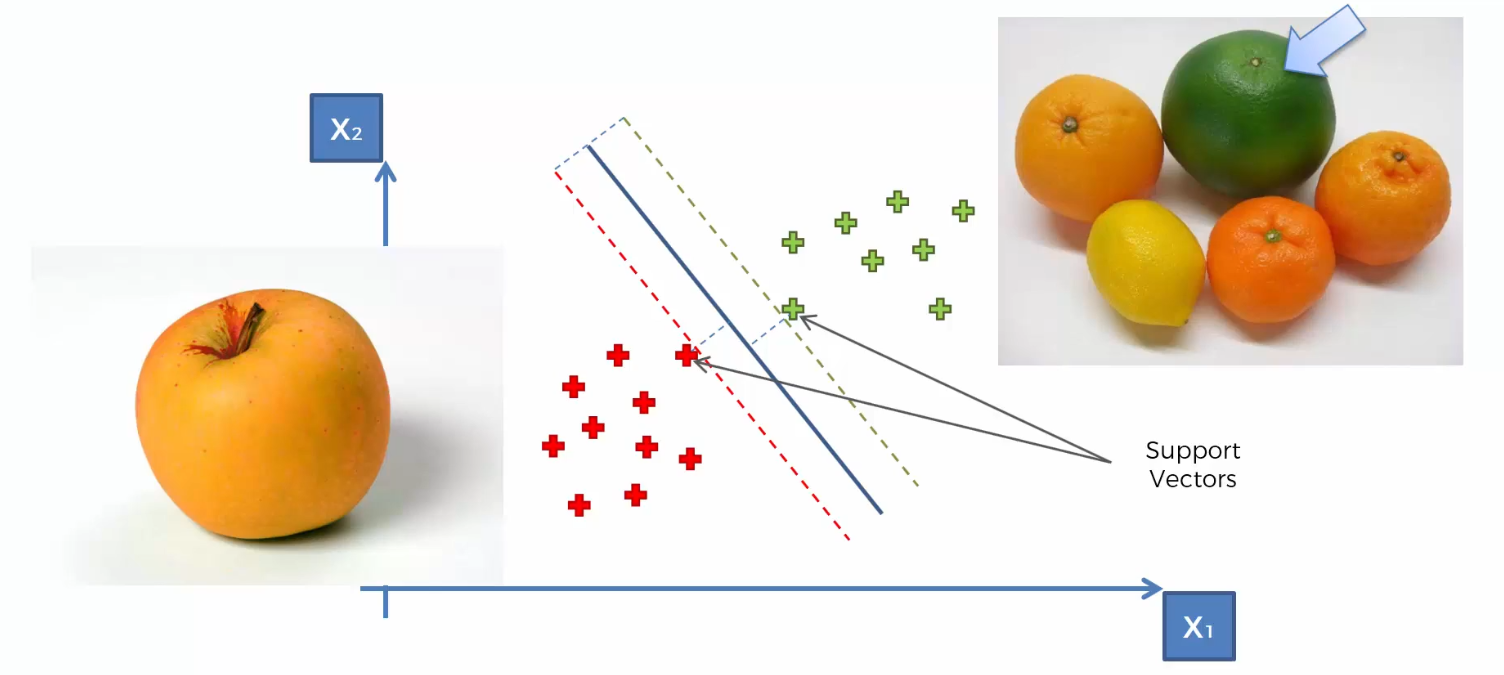 X₂
Support
Vectors
X₁